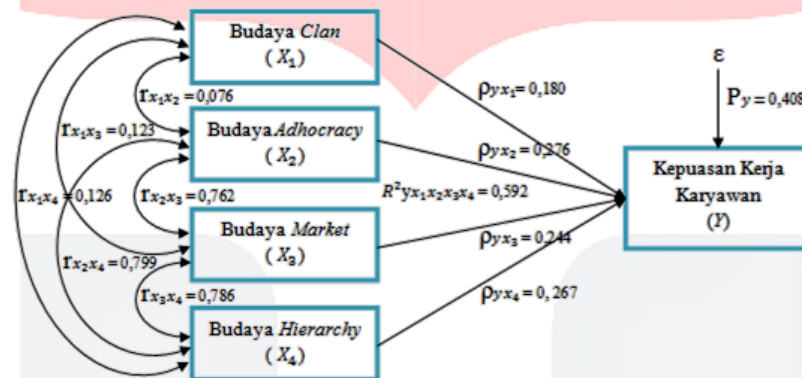 Budaya Clan
( X₁ )
ε
rx₁x₂ = 0,076
ρyx₁= 0,180
Py = 0,408
rx₁x₃ = 0,123
Budaya Adhocracy
( X₂ )
ρyx₂= 0,276
Kepuasan Kerja
Karyawan
(Y)
rx₁x₄ = 0,126
rx₂x₃ = 0,762
R²yx₁x₂x₃x₄= 0,592
Budaya Market
( X₃ )
ρyx₃= 0,244
rx₂x₄ = 0,799
rx₃x₄ = 0,786
ρyx₄ = 0,267
Budaya Hierarchy
( X₄ )